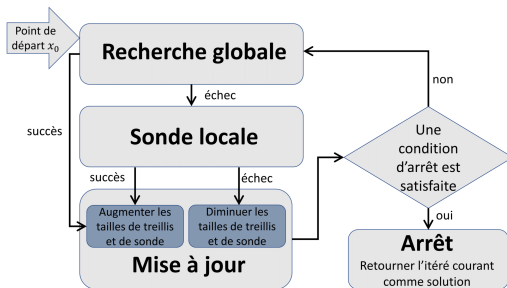 Point de
départ x₀
Recherche globale
échec
non
succès
Sonde locale
succès
échec
Augmenter les
tailles de treillis
et de sonde
Diminuer les
tailles de treillis
et de sonde
Mise à jour
Une
condition
d'arrêt est
satisfaite
oui
Arrêt
Retourner l'itéré courant
comme solution